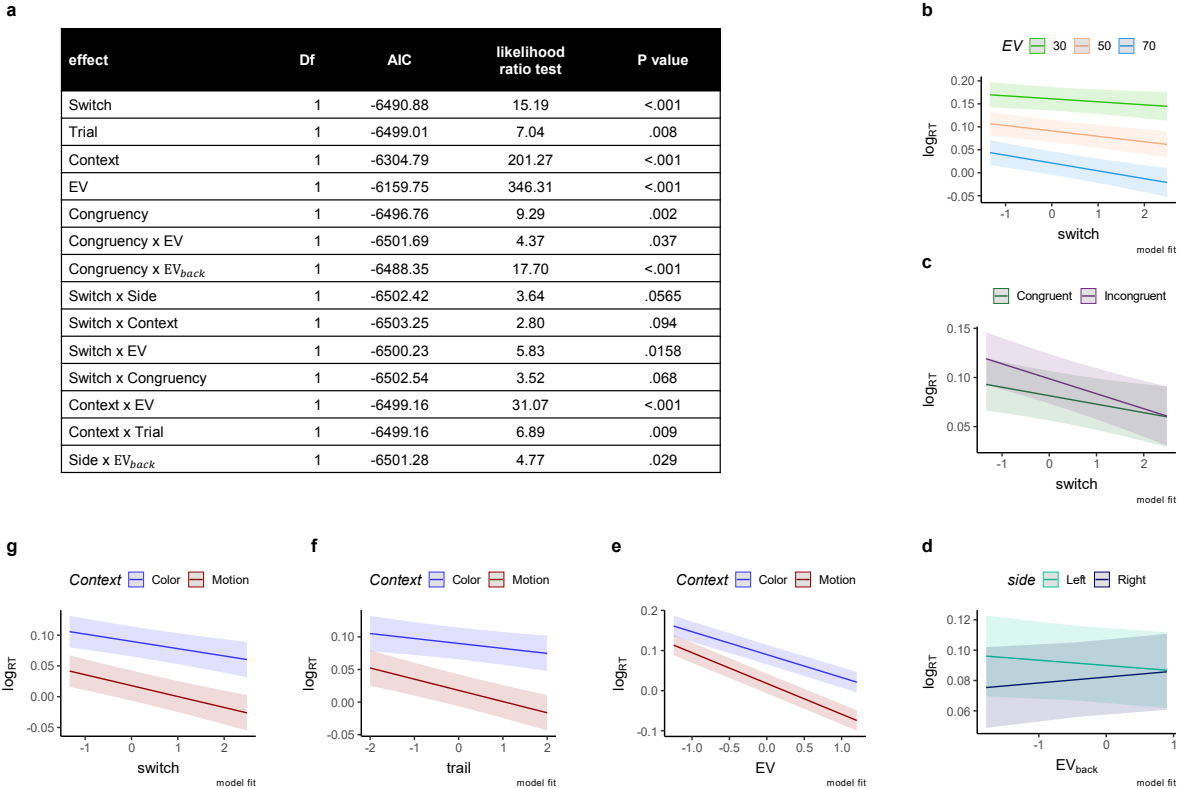 a
effect Df AIC likelihood ratio test P value
Switch 1 -6490.88 15.19 <.001
Trial 1 -6499.01 7.04 .008
Context 1 -6304.79 201.27 <.001
EV 1 -6159.75 346.31 <.001
Congruency 1 -6496.76 9.29 .002
Congruency x EV 1 -6501.69 4.37 .037
Congruency x EVback 1 -6488.35 17.70 <.001
Switch x Side 1 -6502.42 3.64 .0565
Switch x Context 1 -6503.25 2.80 .094
Switch x EV 1 -6500.23 5.83 .0158
Switch x Congruency 1 -6502.54 3.52 .068
Context x EV 1 -6499.16 31.07 <.001
Context x Trial 1 -6499.16 6.89 .009
Side x EVback 1 -6501.28 4.77 .029
b
EV 30 50 70
logRT
0.20
0.15
0.10
0.05
0.00
-0.05
-1 0 1 2
switch
model fit
c
Congruent Incongruent
logRT
0.15
0.10
0.05
-1 0 1 2
switch
model fit
g
Context Color Motion
logRT
0.10
0.05
0.00
-0.05
-1 0 1 2
switch
model fit
f
Context Color Motion
logRT
0.10
0.05
0.00
-0.05
-2 -1 0 1 2
trail
model fit
e
Context Color Motion
logRT
0.2
0.1
0.0
-0.1
-1.0 -0.5 0.0 0.5 1.0
EV
model fit
d
side Left Right
logRT
0.12
0.10
0.08
0.06
-1 0 1
EVback
model fit